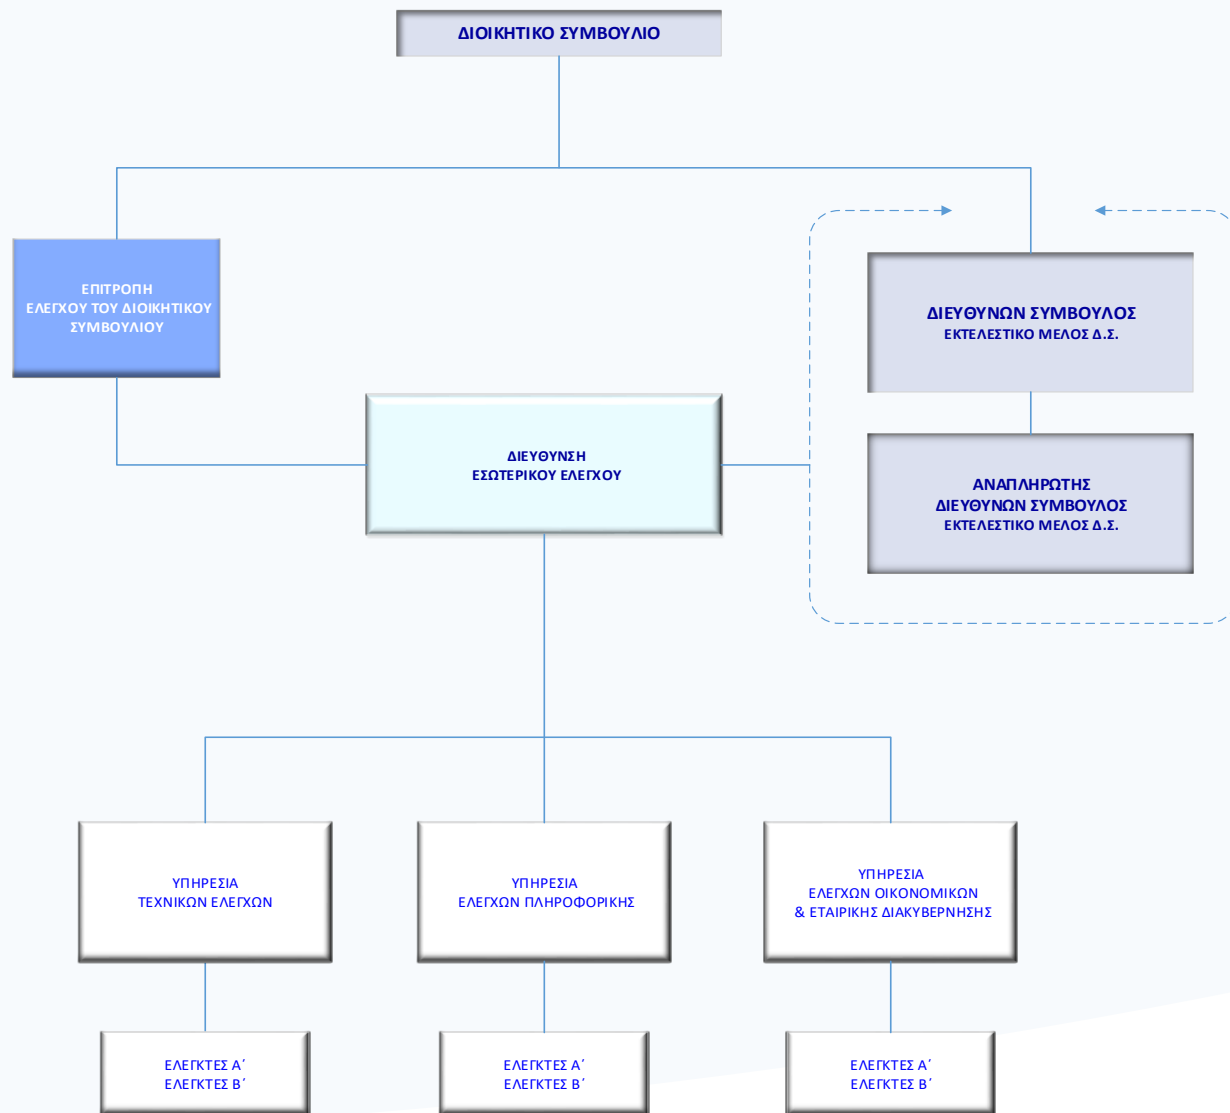 ΔΙΟΙΚΗΤΙΚΟ ΣΥΜΒΟΥΛΙΟ
ΕΠΙΤΡΟΠΗ
ΕΛΕΓΧΟΥ ΤΟΥ ΔΙΟΙΚΗΤΙΚΟΥ
ΣΥΜΒΟΥΛΙΟΥ
ΔΙΕΥΘΥΝΩΝ ΣΥΜΒΟΥΛΟΣ
ΕΚΤΕΛΕΣΤΙΚΟ ΜΕΛΟΣ Δ.Σ.
ΔΙΕΥΘΥΝΣΗ
ΕΣΩΤΕΡΙΚΟΥ ΕΛΕΓΧΟΥ
ΑΝΑΠΛΗΡΩΤΗΣ
ΔΙΕΥΘΥΝΩΝ ΣΥΜΒΟΥΛΟΣ
ΕΚΤΕΛΕΣΤΙΚΟ ΜΕΛΟΣ Δ.Σ.
ΥΠΗΡΕΣΙΑ
ΤΕΧΝΙΚΩΝ ΕΛΕΓΧΩΝ
ΥΠΗΡΕΣΙΑ
ΕΛΕΓΧΩΝ ΠΛΗΡΟΦΟΡΙΚΗΣ
ΥΠΗΡΕΣΙΑ
ΕΛΕΓΧΩΝ ΟΙΚΟΝΟΜΙΚΩΝ
& ΕΤΑΙΡΙΚΗΣ ΔΙΑΚΥΒΕΡΝΗΣΗΣ
ΕΛΕΓΚΤΕΣ Α΄
ΕΛΕΓΚΤΕΣ Β΄
ΕΛΕΓΚΤΕΣ Α΄
ΕΛΕΓΚΤΕΣ Β΄
ΕΛΕΓΚΤΕΣ Α΄
ΕΛΕΓΚΤΕΣ Β΄